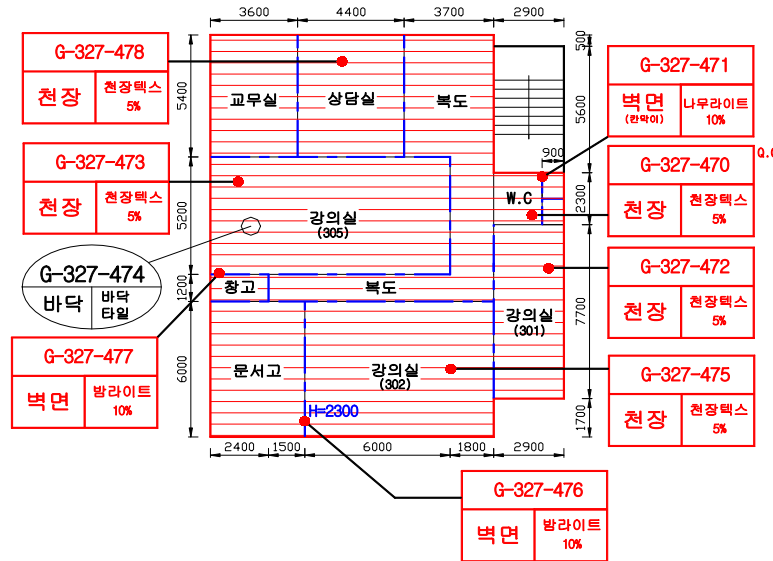 3600
4400
3700
2900
G-327-478
천장
천장텍스
5%
5400
교무실
상담실
복도
500
5600
G-327-471
벽면
(칸막이)
나무라이트
10%
900
G-327-473
천장
천장텍스
5%
5200
강의실
(305)
W.C
2300
G-327-470
천장
천장텍스
5%
G-327-474
바닥
바닥
타일
1200
창고
복도
G-327-472
천장
천장텍스
5%
강의실
(301)
7700
G-327-477
벽면
밤라이트
10%
6000
문서고
강의실
(302)
H=2300
G-327-475
천장
천장텍스
5%
1700
2400
1500
6000
1800
2900
G-327-476
벽면
밤라이트
10%